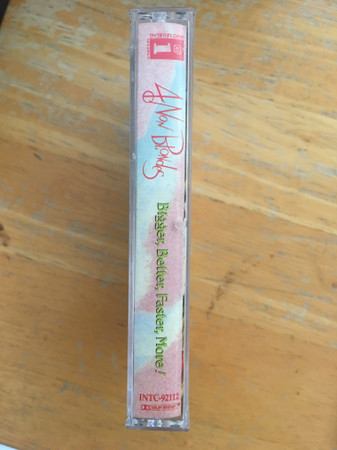 4 Non Blondes
Bigger, Better, Faster, More!
INTC-92112